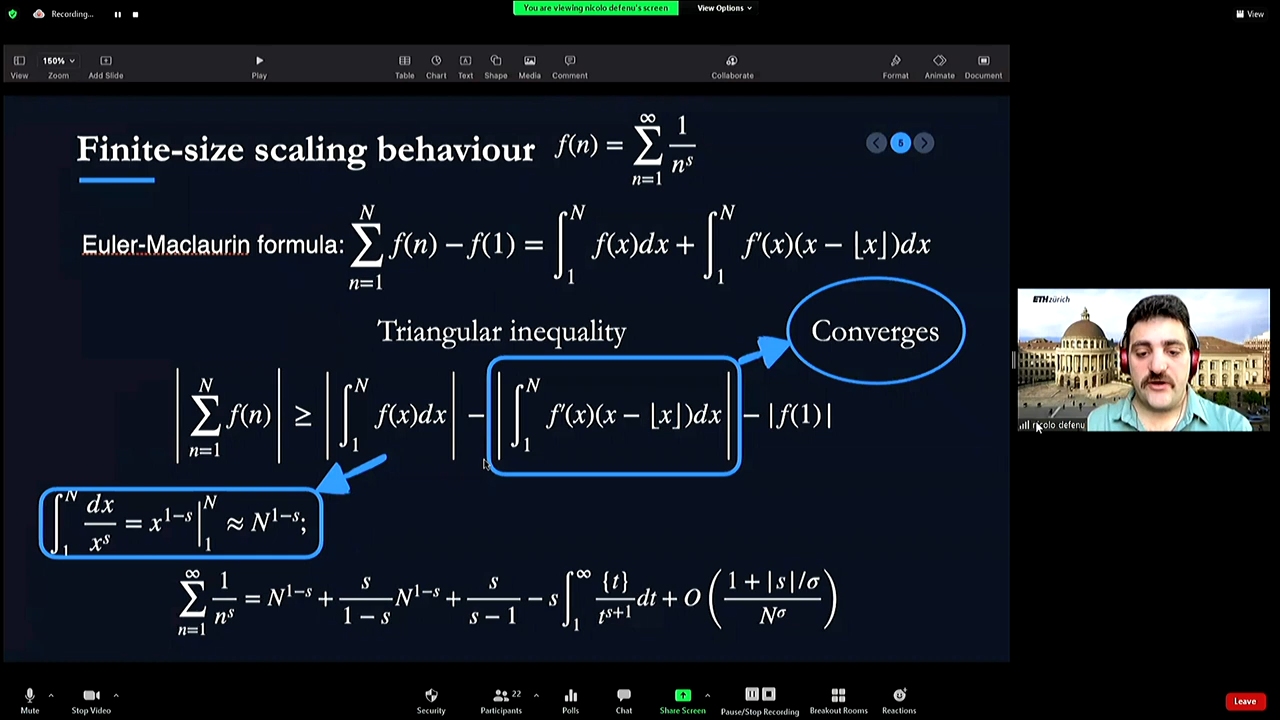 Recording...
You are viewing nicolo defenu's screen
View Options
View
150%
View
Zoom
Add Slide
Play
Table
Chart
Text
Shape
Media
Comment
Collaborate
Format
Animate
Document
Finite-size scaling behaviour f(n) = ∑_{n=1}^{∞} 1/n^s
5
Euler-Maclaurin formula: ∑_{n=1}^{N} f(n) − f(1) = ∫_1^N f(x)dx + ∫_1^N f′(x)(x − ⌊x⌋)dx
Triangular inequality
Converges
|∑_{n=1}^{N} f(n)| ≥ |∫_1^N f(x)dx| − |∫_1^N f′(x)(x − ⌊x⌋)dx| − |f(1)|
∫_1^N dx/x^s = x^{1−s}|_1^N ≈ N^{1−s};
∑_{n=1}^{∞} 1/n^s = N^{1−s} + s/(1−s) N^{1−s} + s/(s−1) − s∫_1^∞ {t}/t^{s+1} dt + O((1+|s|/σ)/N^σ)
ETHzürich
nicolo defenu
Mute
Stop Video
Security
22
Participants
Polls
Chat
Share Screen
Pause/Stop Recording
Breakout Rooms
Reactions
Leave